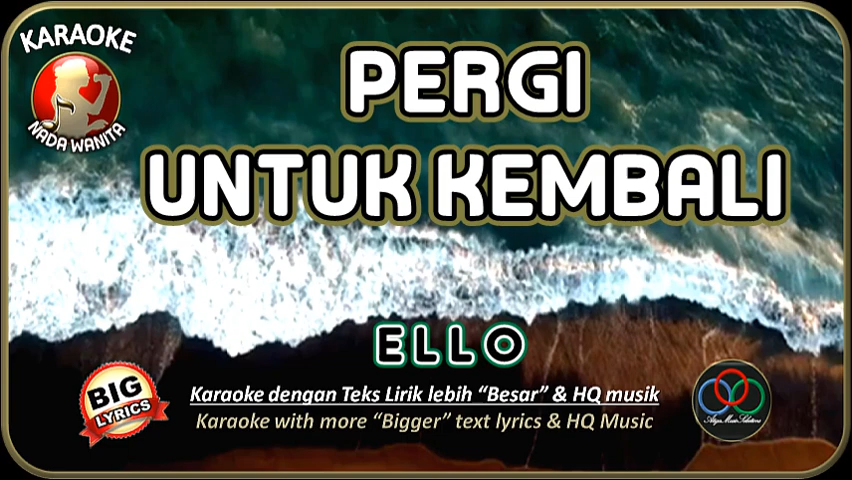 KARAOKE
NADA WANITA
PERGI
UNTUK KEMBALI
ELLO
BIG
LYRICS
Karaoke dengan Teks Lirik lebih “Besar” & HQ musik
Karaoke with more “Bigger” text lyrics & HQ Music